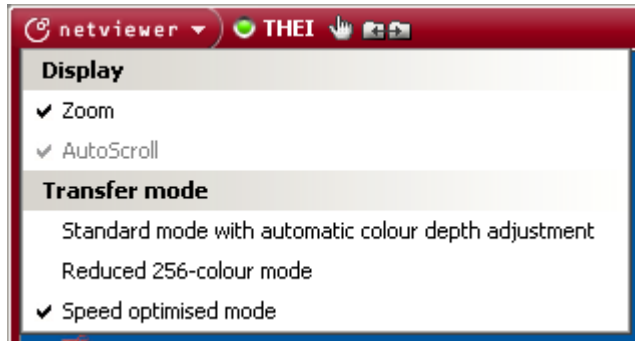 netviewer THEI
Display
Zoom
AutoScroll
Transfer mode
Standard mode with automatic colour depth adjustment
Reduced 256-colour mode
Speed optimised mode